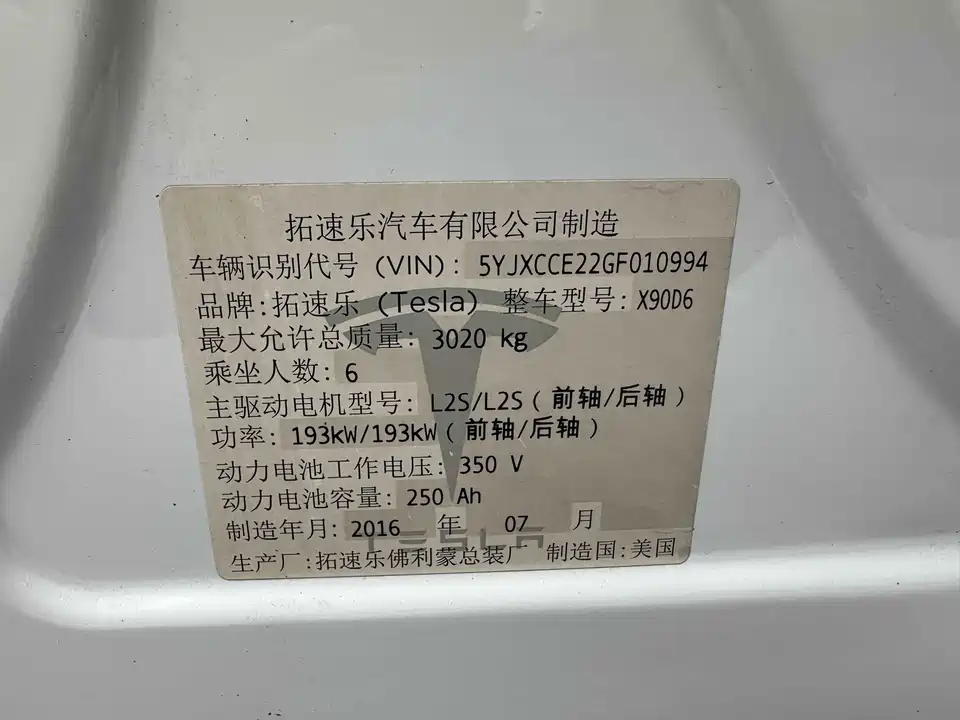 拓速乐汽车有限公司制造
车辆识别代号 (VIN): 5YJXCCE22GF010994
品牌: 拓速乐 (Tesla) 整车型号: X90D6
最大允许总质量: 3020 kg
乘坐人数: 6
主驱动电机型号: L2S/L2S ( 前轴/后轴 )
功率: 193kW/193kW ( 前轴/后轴 )
动力电池工作电压: 350 V
动力电池容量: 250 Ah
制造年月: 2016 年 07 月
TESLA
生产厂: 拓速乐佛利蒙总装厂 制造国: 美国